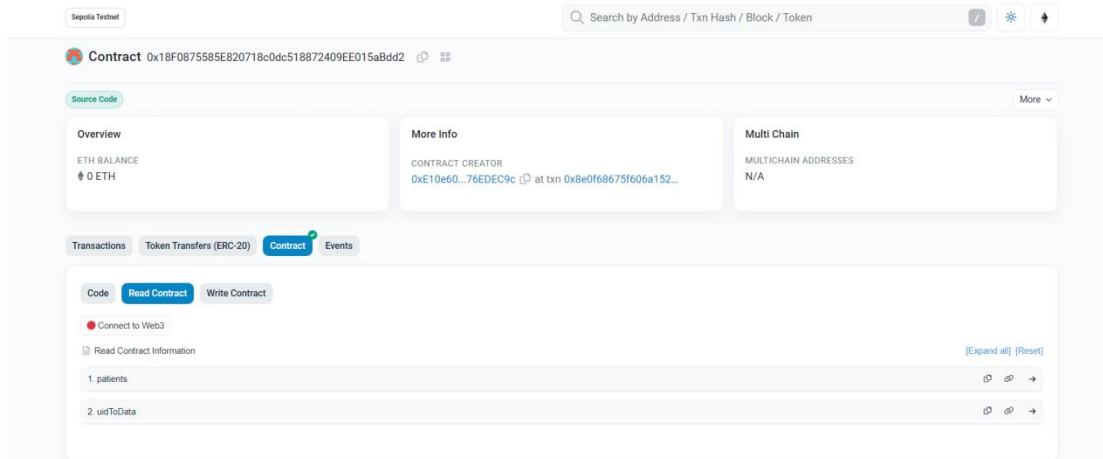 Sepolia Testnet
Search by Address / Txn Hash / Block / Token /
Contract 0x18F0875585E820718c0dc518872409EE015aBdd2
Source Code
More
Overview
ETH BALANCE
0 ETH
More Info
CONTRACT CREATOR
0xE10e60...76EDEC9c at txn 0x8e0f68675f606a152...
Multi Chain
MULTICHAIN ADDRESSES
N/A
Transactions Token Transfers (ERC-20) Contract Events
Code Read Contract Write Contract
Connect to Web3
Read Contract Information [Expand all] [Reset]
1. patients
2. uidToData